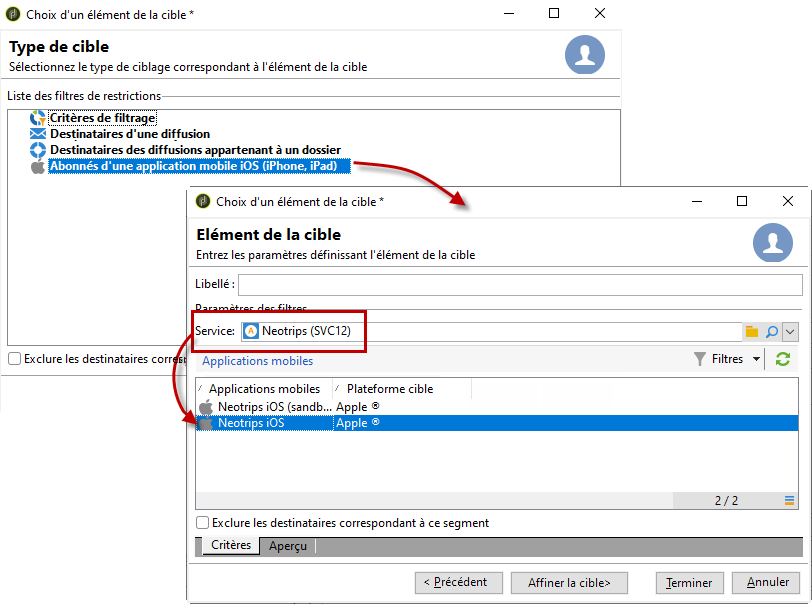 Choix d'un élément de la cible *
Type de cible
Sélectionnez le type de ciblage correspondant à l'élément de la cible
Liste des filtres de restrictions
Critères de filtrage
Destinataires d'une diffusion
Destinataires des diffusions appartenant à un dossier
Abonnés d'une application mobile iOS (iPhone, iPad)
Exclure les destinataires
Choix d'un élément de la cible *
Elément de la cible
Entrez les paramètres définissant l'élément de la cible
Libellé :
Paramètres des filtres
Service: Neotrips (SVC12)
Applications mobiles Filtres
Applications mobiles Plateforme cible
Neotrips iOS (sandb... Apple ®
Neotrips iOS Apple ®
2 / 2
Exclure les destinataires correspondant à ce segment
Critères Aperçu
< Précédent Affiner la cible> Terminer Annuler